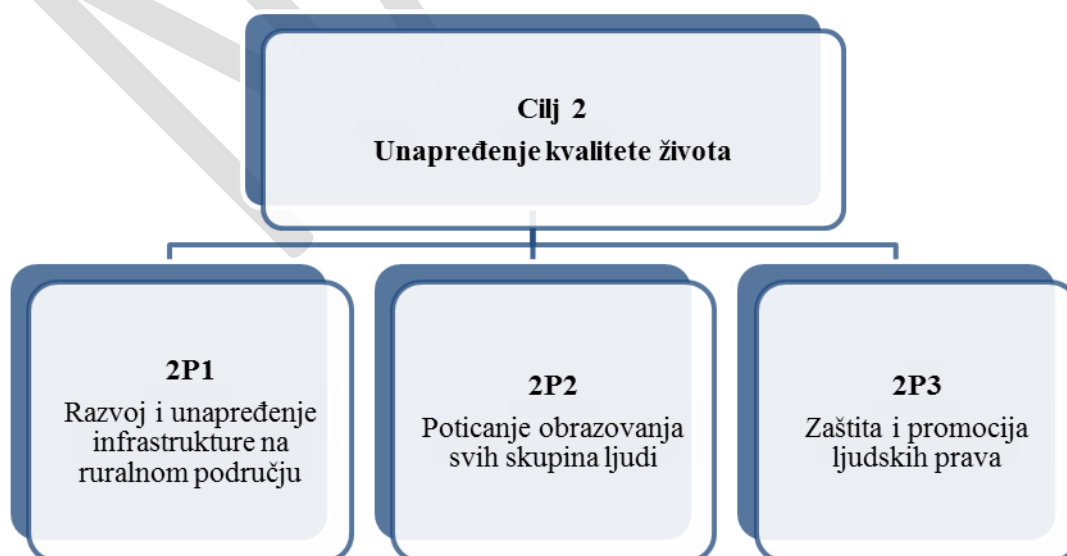 Cilj 2
Unapređenje kvalitete života
2P1
Razvoj i unapređenje
infrastrukture na
ruralnom području
2P2
Poticanje obrazovanja
svih skupina ljudi
2P3
Zaštita i promocija
ljudskih prava